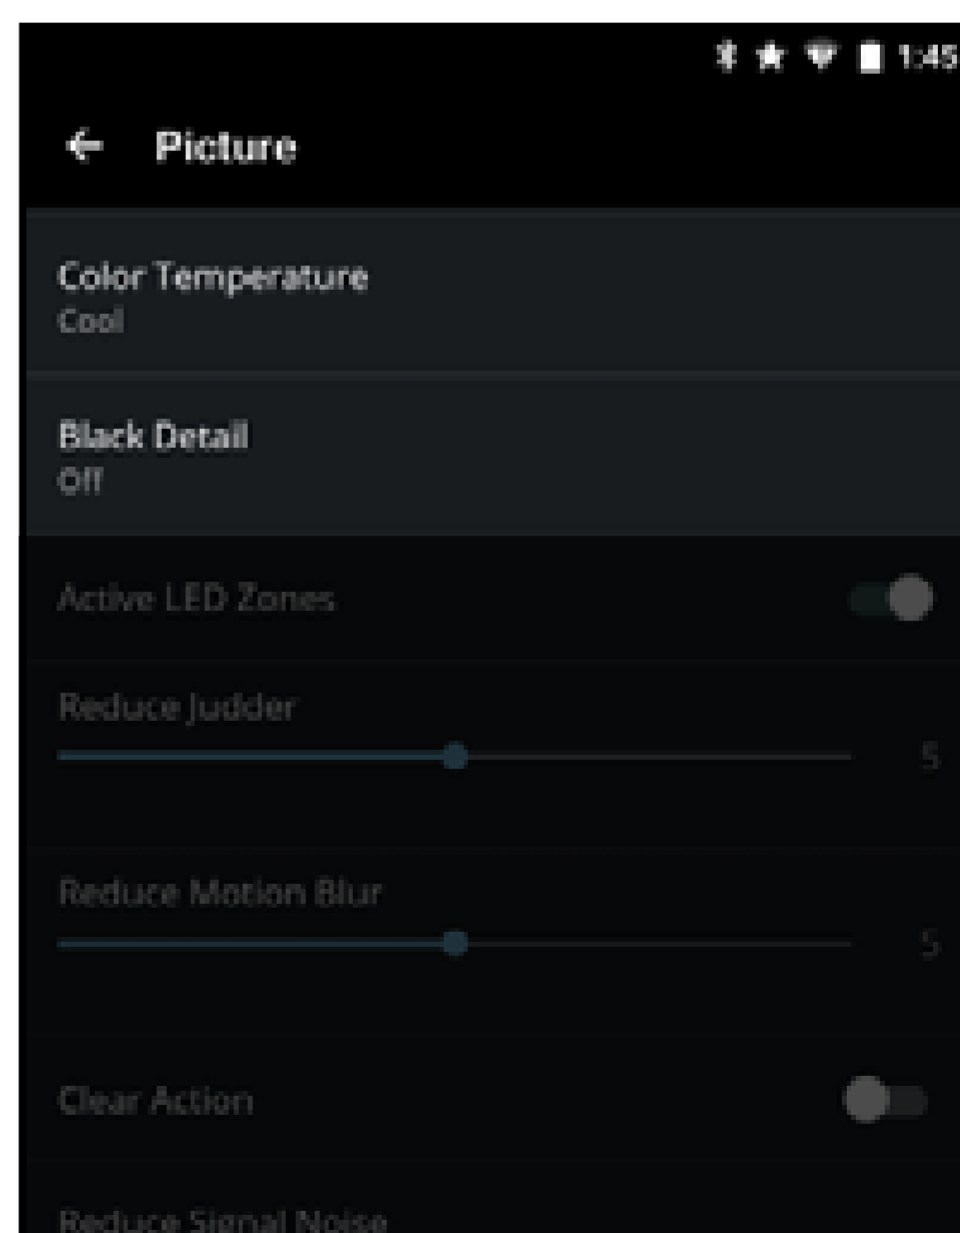 1:45
Picture
Color Temperature
Cool
Black Detail
Off
Active LED Zones
Reduce Judder
5
Reduce Motion Blur
5
Clear Action
Reduce Signal Noise